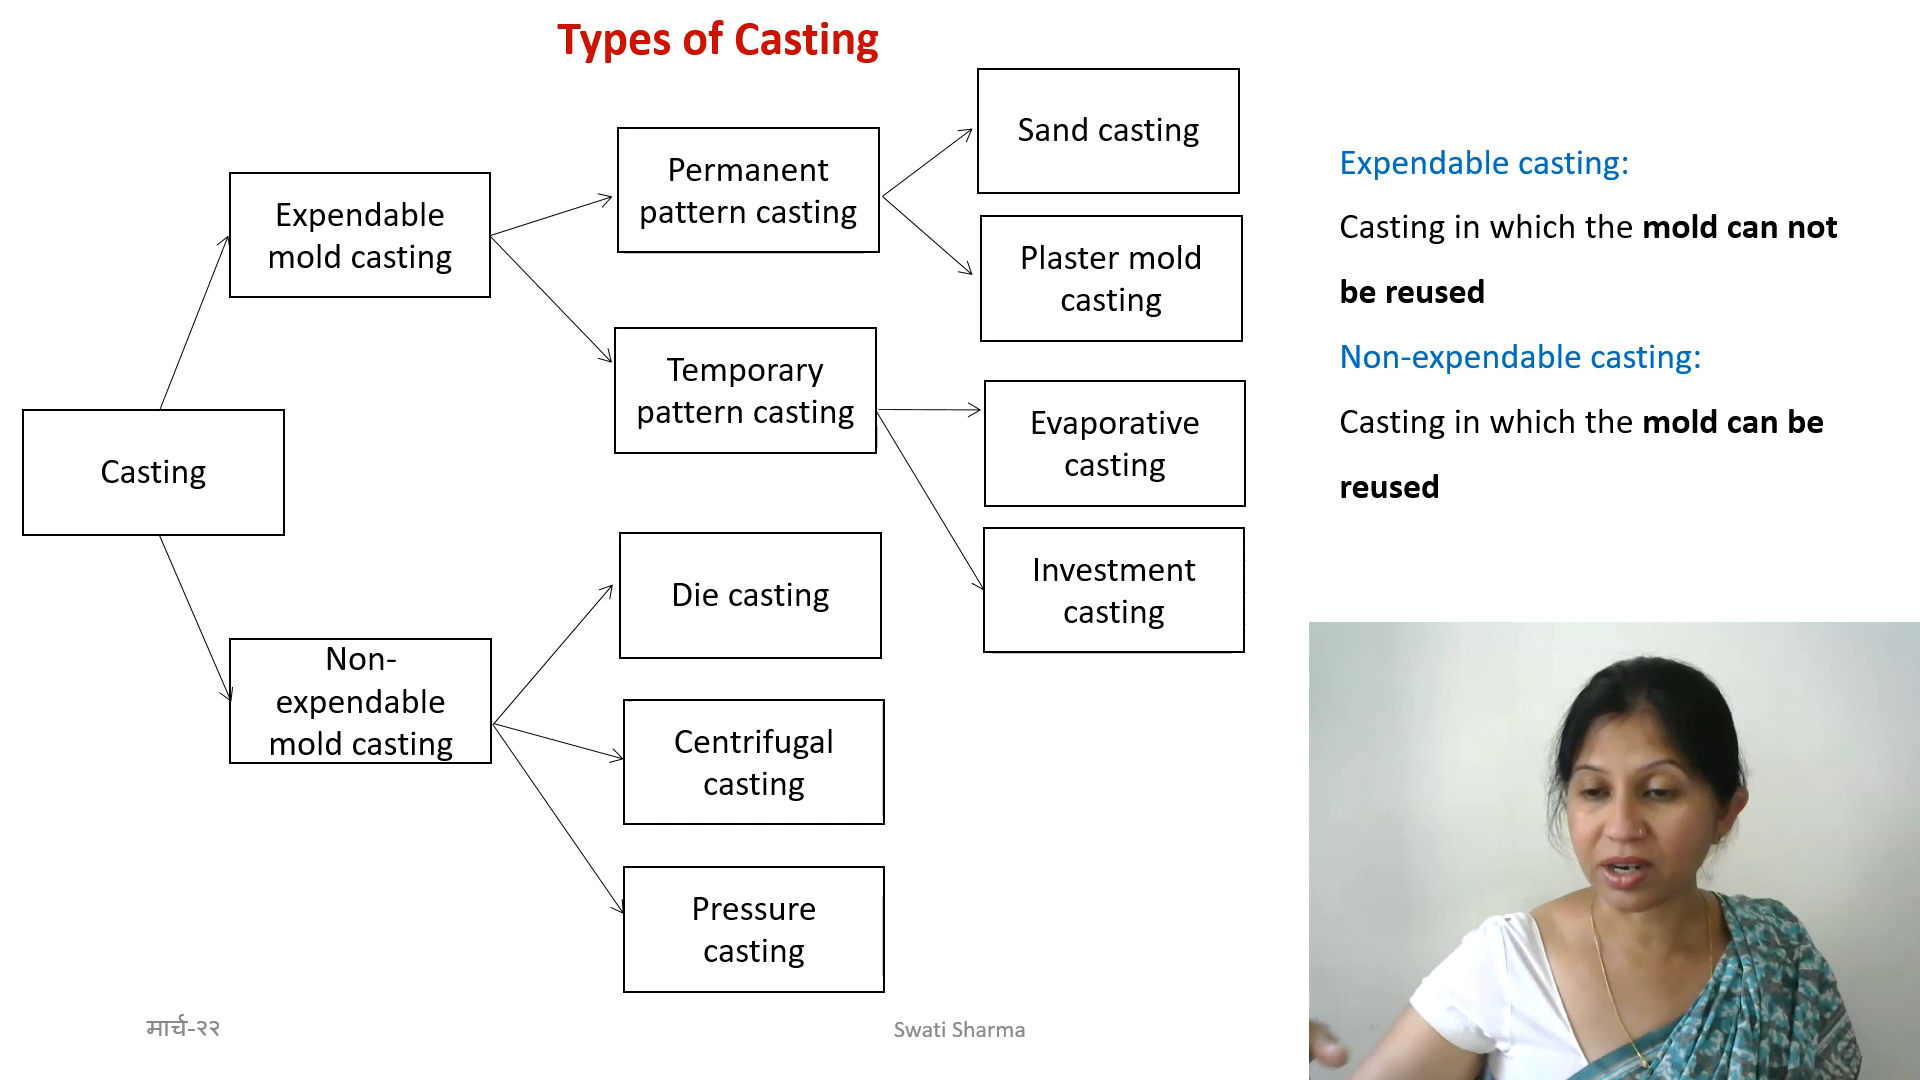 Types of Casting
Casting
Expendable
mold casting
Non-
expendable
mold casting
Permanent
pattern casting
Temporary
pattern casting
Die casting
Centrifugal
casting
Pressure
casting
Sand casting
Plaster mold
casting
Evaporative
casting
Investment
casting
Expendable casting:
Casting in which the mold can not
be reused
Non-expendable casting:
Casting in which the mold can be
reused
मार्च-२२
Swati Sharma